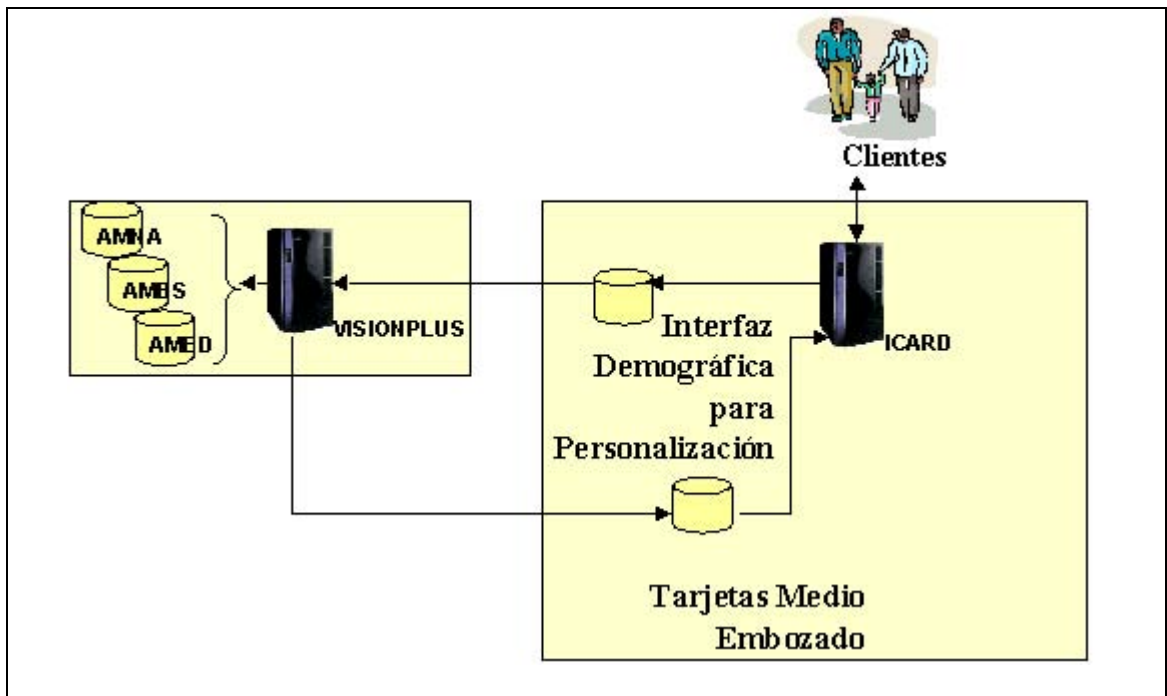 Clientes
AMNA
AMBS
AMED
VISIONPLUS
ICARD
Interfaz
Demográfica
para
Personalización
Tarjetas Medio
Embozado